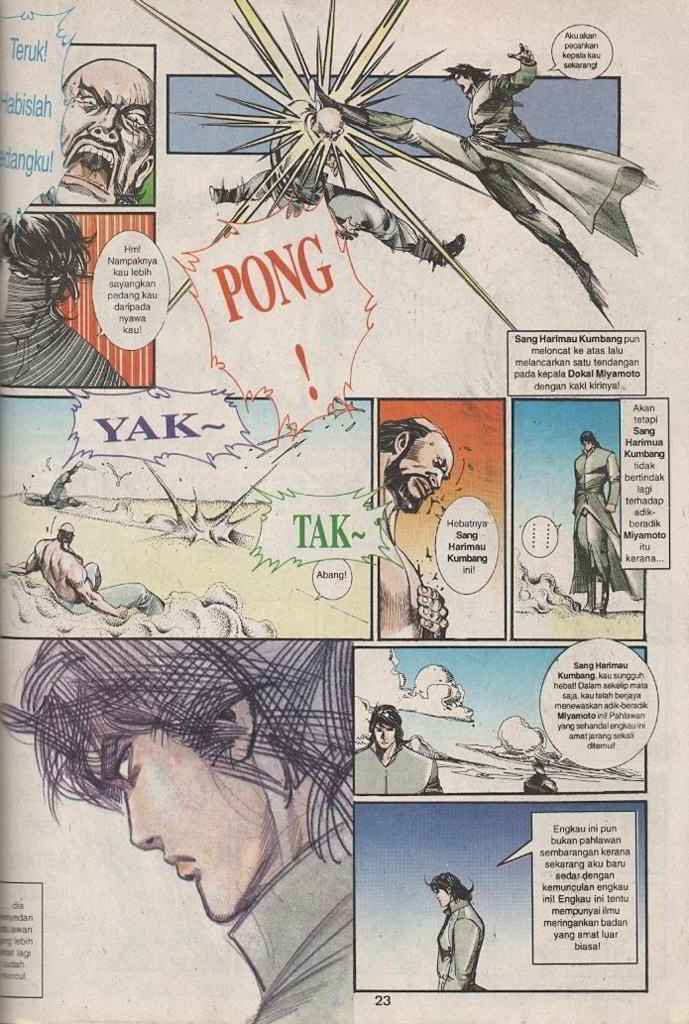 Teruk!
Habislah
pedangku!
Aku akan
pecahkan
kepala kau
sekarang!
Hm!
Nampaknya
kau lebih
sayangkan
pedang kau
daripada
nyawa
kau!
PONG
!
Sang Harimau Kumbang pun
meloncat ke atas lalu
melancarkan satu tendangan
pada kepala Dokai Miyamoto
dengan kaki kirinya!
YAK~
TAK~
Abang!
Hebatnya
Sang
Harimau
Kumbang
ini!
Akan
tetapi
Sang
Harimua
Kumbang
tidak
bertindak
lagi
terhadap
adik-
beradik
Miyamoto
itu
kerana...
Sang Harimau
Kumbang, kau sungguh
hebat! Dalam sekelip mata
saja, kau telah berjaya
menewaskan adik-beradik
Miyamoto ini! Pahlawan
yang sehandal engkau ini
amat jarang sekali
ditemui!
... dia
lebih
lagi
sudah
Engkau ini pun
bukan pahlawan
sembarangan kerana
sekarang aku baru
sedar dengan
kemunculan engkau
ini! Engkau ini tentu
mempunyai ilmu
meringankan badan
yang amat luar
biasa!
23